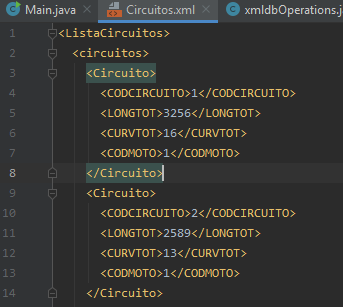 Main.java × Circuitos.xml × xmldbOperations.j
1 <ListaCircuitos>
2 <circuitos>
3 <Circuito>
4 <CODCIRCUITO>1</CODCIRCUITO>
5 <LONGTOT>3256</LONGTOT>
6 <CURVTOT>16</CURVTOT>
7 <CODMOTO>1</CODMOTO>
8 </Circuito>
9 <Circuito>
10 <CODCIRCUITO>2</CODCIRCUITO>
11 <LONGTOT>2589</LONGTOT>
12 <CURVTOT>13</CURVTOT>
13 <CODMOTO>1</CODMOTO>
14 </Circuito>